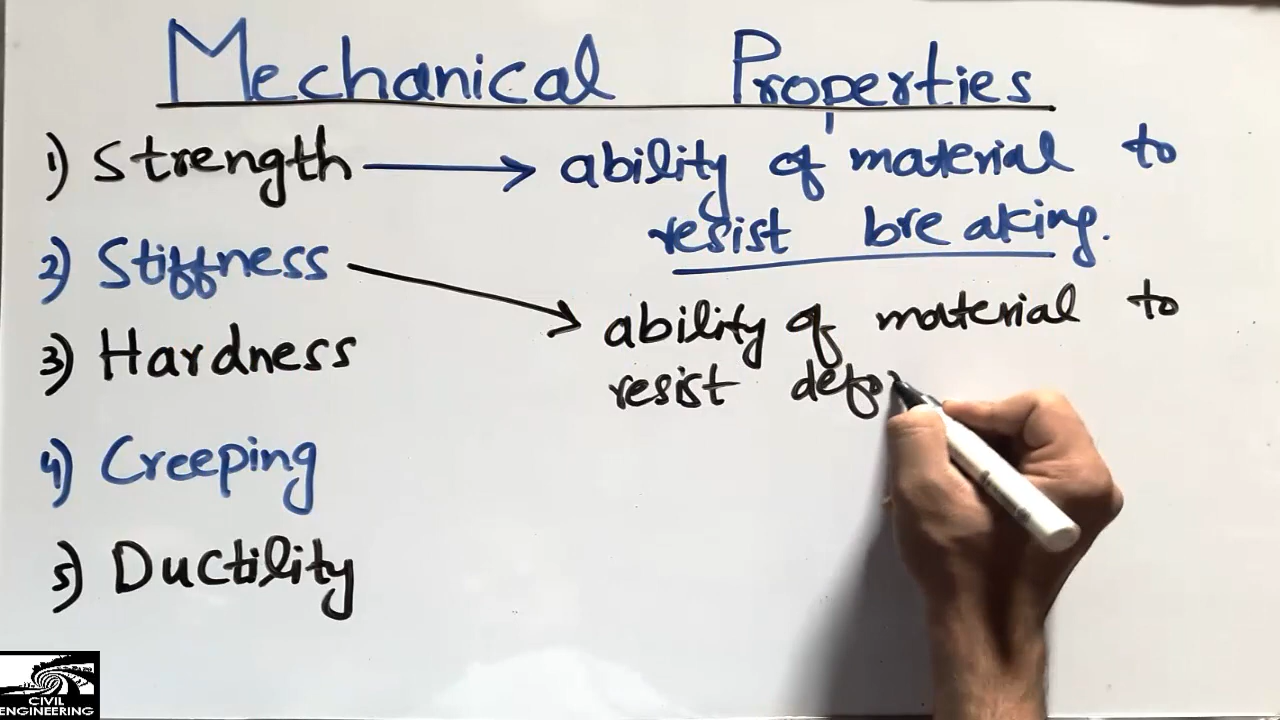 Mechanical Properties
1) Strength → ability of material to
resist breaking.
2) Stiffness → ability of material to
resist defo
3) Hardness
4) Creeping
5) Ductility
CIVIL
ENGINEERING